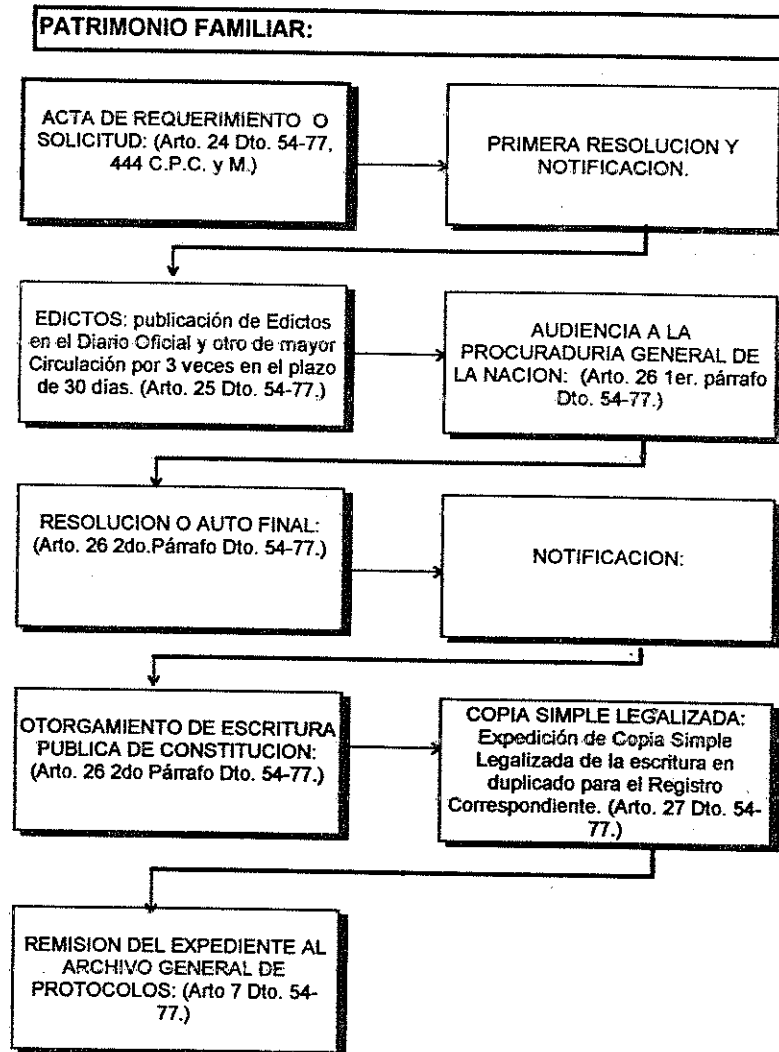 PATRIMONIO FAMILIAR:
ACTA DE REQUERIMIENTO O
SOLICITUD: (Arto. 24 Dto. 54-77,
444 C.P.C. y M.)
PRIMERA RESOLUCION Y
NOTIFICACION.
EDICTOS: publicación de Edictos
en el Diario Oficial y otro de mayor
Circulación por 3 veces en el plazo
de 30 dias. (Arto. 25 Dto. 54-77.)
AUDIENCIA A LA
PROCURADURIA GENERAL DE
LA NACION: (Arto. 26 1er. párrafo
Dto. 54-77.)
RESOLUCION O AUTO FINAL:
(Arto. 26 2do.Párrafo Dto. 54-77.)
NOTIFICACION:
OTORGAMIENTO DE ESCRITURA
PUBLICA DE CONSTITUCION:
(Arto. 26 2do Párrafo Dto. 54-77.)
COPIA SIMPLE LEGALIZADA:
Expedición de Copia Simple
Legalizada de la escritura en
duplicado para el Registro
Correspondiente. (Arto. 27 Dto. 54-
77.)
REMISION DEL EXPEDIENTE AL
ARCHIVO GENERAL DE
PROTOCOLOS: (Arto 7 Dto. 54-
77.)